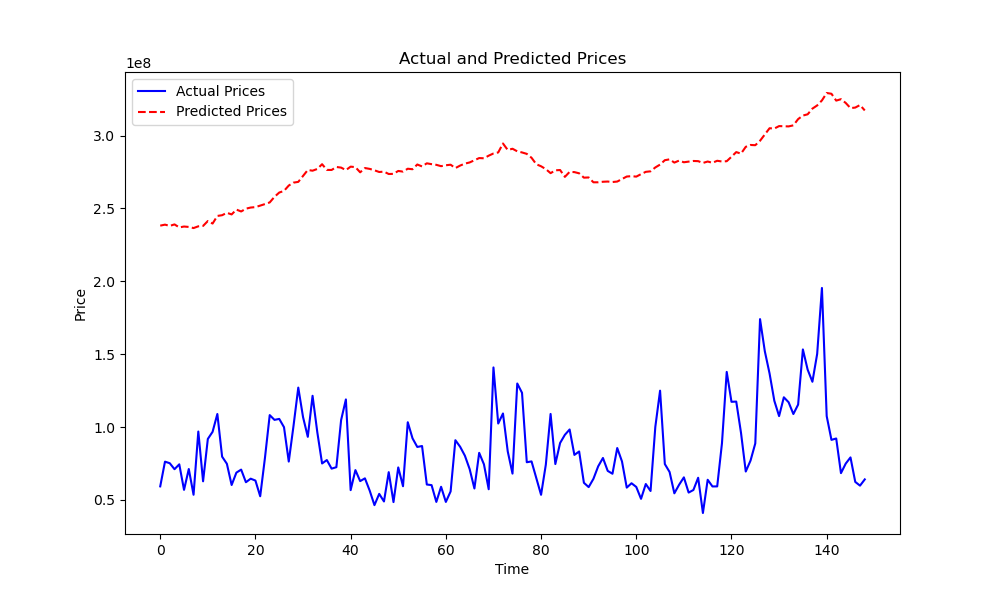 Actual and Predicted Prices
1e8
Actual Prices
Predicted Prices
3.0
2.5
2.0
1.5
1.0
0.5
Price
0 20 40 60 80 100 120 140
Time